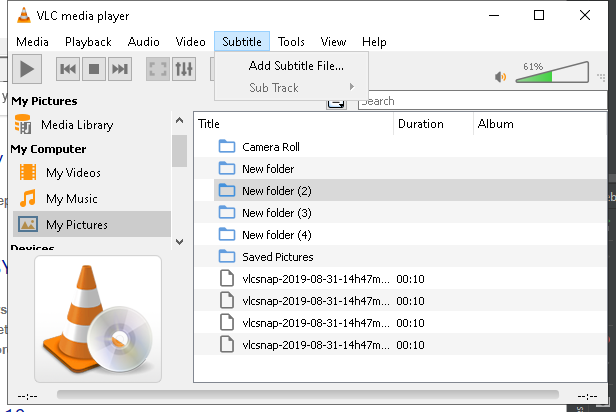 VLC media player
Media Playback Audio Video Subtitle Tools View Help
Add Subtitle File...
Sub Track
61%
My Pictures
Media Library
My Computer
My Videos
My Music
My Pictures
Devices
Search
Title Duration Album
Camera Roll
New folder
New folder (2)
New folder (3)
New folder (4)
Saved Pictures
vlcsnap-2019-08-31-14h47m... 00:10
vlcsnap-2019-08-31-14h47m... 00:10
vlcsnap-2019-08-31-14h47m... 00:10
vlcsnap-2019-08-31-14h47m... 00:10
--:-- --:--